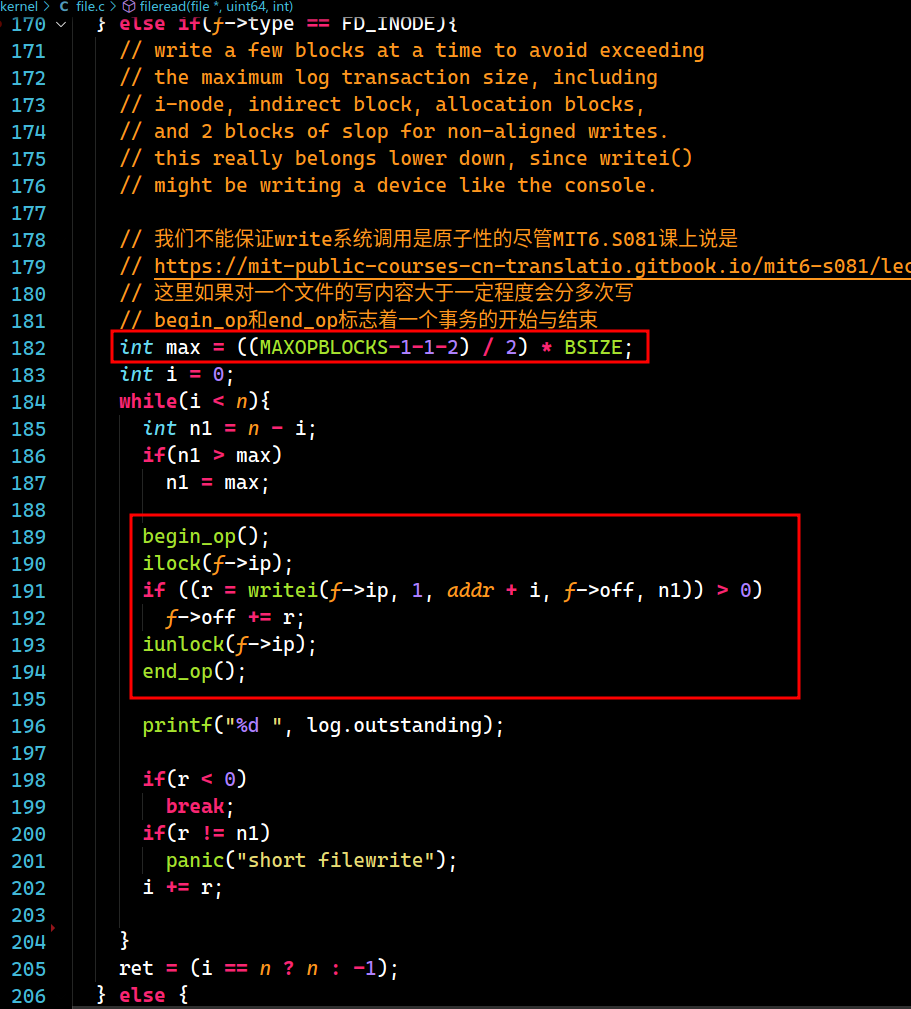 kernel > C file.c > fileread(file *, uint64, int)
170 } else if(f->type == FD_INODE){
171 // write a few blocks at a time to avoid exceeding
172 // the maximum log transaction size, including
173 // i-node, indirect block, allocation blocks,
174 // and 2 blocks of slop for non-aligned writes.
175 // this really belongs lower down, since writei()
176 // might be writing a device like the console.
177
178 // 我们不能保证write系统调用是原子性的尽管MIT6.S081课上说是
179 // https://mit-public-courses-cn-translatio.gitbook.io/mit6-s081/lec
180 // 这里如果对一个文件的写内容大于一定程度会分多次写
181 // begin_op和end_op标志着一个事务的开始与结束
182 int max = ((MAXOPBLOCKS-1-1-2) / 2) * BSIZE;
183 int i = 0;
184 while(i < n){
185 int n1 = n - i;
186 if(n1 > max)
187 n1 = max;
188
189 begin_op();
190 ilock(f->ip);
191 if ((r = writei(f->ip, 1, addr + i, f->off, n1)) > 0)
192 f->off += r;
193 iunlock(f->ip);
194 end_op();
195
196 printf("%d ", log.outstanding);
197
198 if(r < 0)
199 break;
200 if(r != n1)
201 panic("short filewrite");
202 i += r;
203
204 }
205 ret = (i == n ? n : -1);
206 } else {